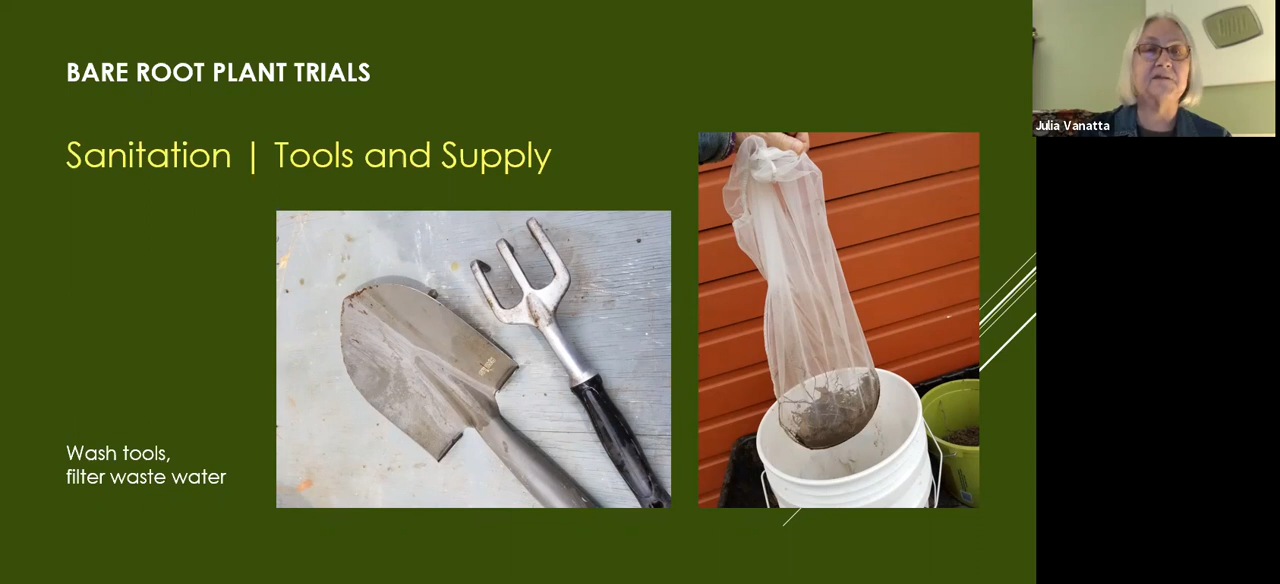 BARE ROOT PLANT TRIALS
Sanitation | Tools and Supply
Wash tools,
filter waste water
Julia Vanatta